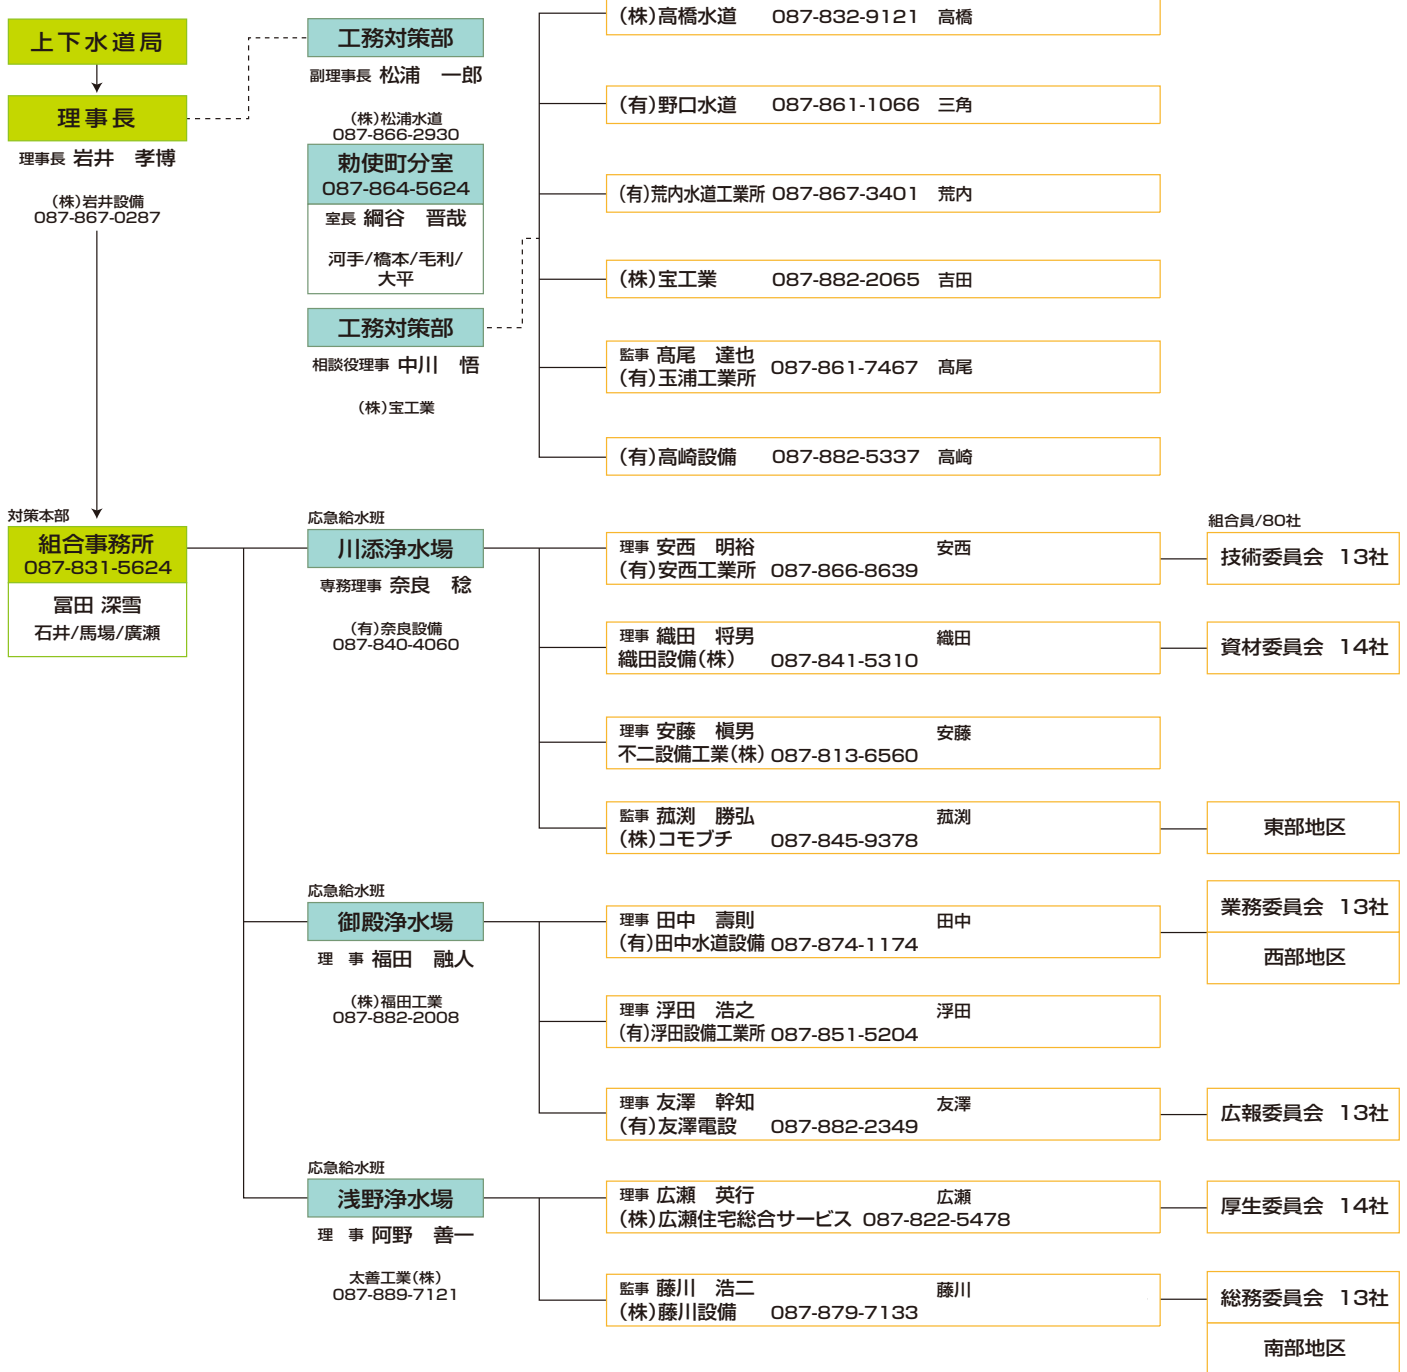 上下水道局
理事長
理事長 岩井　孝博
(株)岩井設備
087-867-0287
工務対策部
副理事長 松浦　一郎
(株)松浦水道
087-866-2930
勅使町分室
087-864-5624
室長 綱谷　晋哉
河手/橋本/毛利/
大平
工務対策部
相談役理事 中川　悟
(株)宝工業
(株)高橋水道 087-832-9121 高橋
(有)野口水道 087-861-1066 三角
(有)荒内水道工業所 087-867-3401 荒内
(株)宝工業 087-882-2065 吉田
監事 髙尾　達也
(有)玉浦工業所 087-861-7467 髙尾
(有)高崎設備 087-882-5337 高崎
対策本部
組合事務所
087-831-5624
冨田 深雪
石井/馬場/廣瀬
応急給水班
川添浄水場
専務理事 奈良　稔
(有)奈良設備
087-840-4060
理事 安西　明裕 安西
(有)安西工業所 087-866-8639
理事 織田　将男 織田
織田設備(株) 087-841-5310
理事 安藤　槇男 安藤
不二設備工業(株) 087-813-6560
監事 菰渕　勝弘 菰渕
(株)コモブチ 087-845-9378
組合員/80社
技術委員会 13社
資材委員会 14社
東部地区
応急給水班
御殿浄水場
理　事 福田　融人
(株)福田工業
087-882-2008
理事 田中　壽則 田中
(有)田中水道設備 087-874-1174
理事 浮田　浩之 浮田
(有)浮田設備工業所 087-851-5204
理事 友澤　幹知 友澤
(有)友澤電設 087-882-2349
業務委員会 13社
西部地区
広報委員会 13社
応急給水班
浅野浄水場
理　事 阿野　善一
太善工業(株)
087-889-7121
理事 広瀬　英行 広瀬
(株)広瀬住宅総合サービス 087-822-5478
監事 藤川　浩二 藤川
(株)藤川設備 087-879-7133
厚生委員会 14社
総務委員会 13社
南部地区